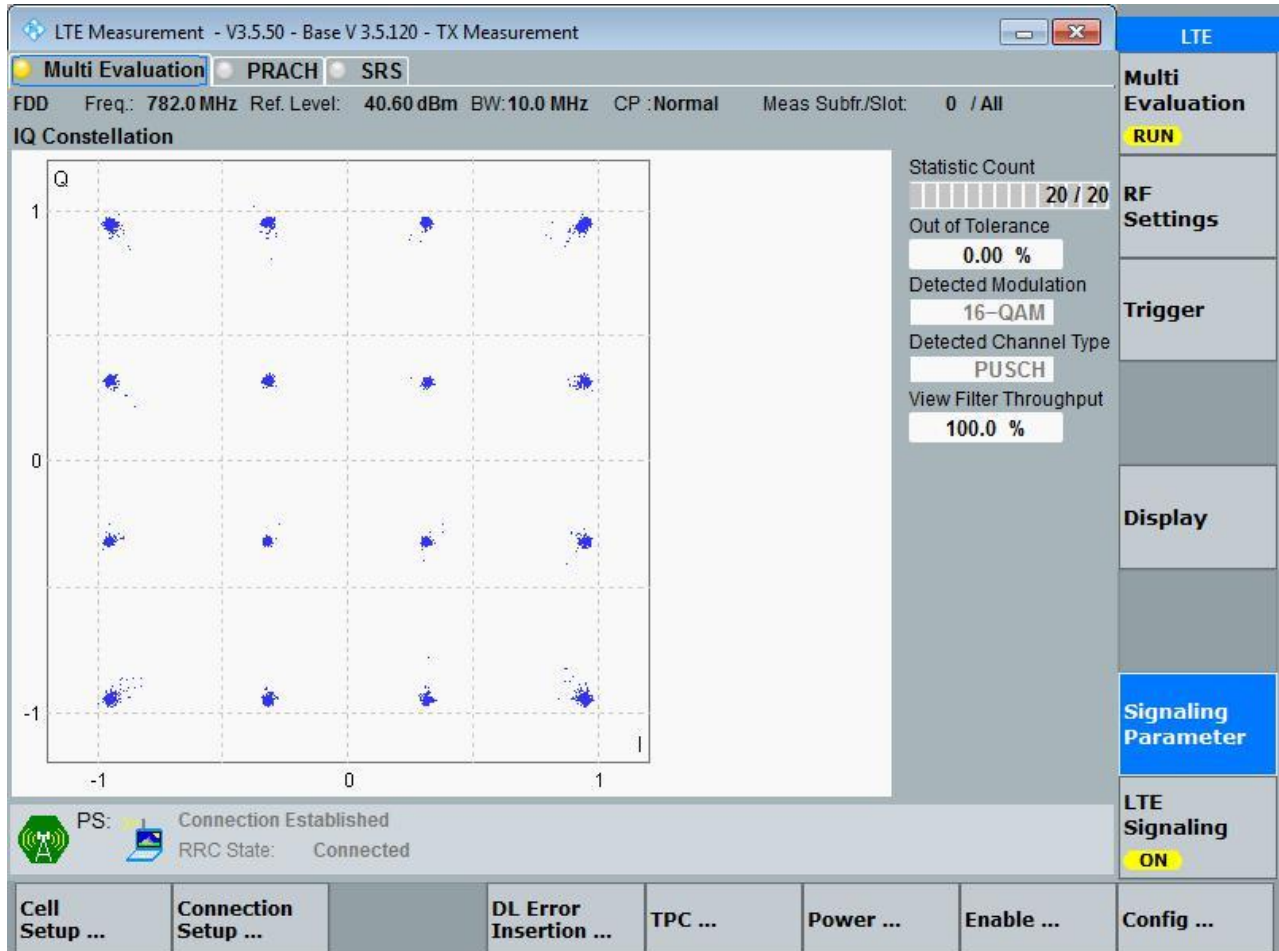 LTE Measurement - V3.5.50 - Base V 3.5.120 - TX Measurement
LTE
Multi Evaluation PRACH SRS
FDD Freq.: 782.0 MHz Ref. Level: 40.60 dBm BW: 10.0 MHz CP :Normal Meas Subfr./Slot: 0 / All
IQ Constellation
Q
1
0
-1
-1 0 1
I
Statistic Count
20 / 20
Out of Tolerance
0.00 %
Detected Modulation
16-QAM
Detected Channel Type
PUSCH
View Filter Throughput
100.0 %
Multi
Evaluation
RUN
RF
Settings
Trigger
Display
Signaling
Parameter
LTE
Signaling
ON
PS: Connection Established
RRC State: Connected
Cell
Setup ...
Connection
Setup ...
DL Error
Insertion ...
TPC ...
Power ...
Enable ...
Config ...